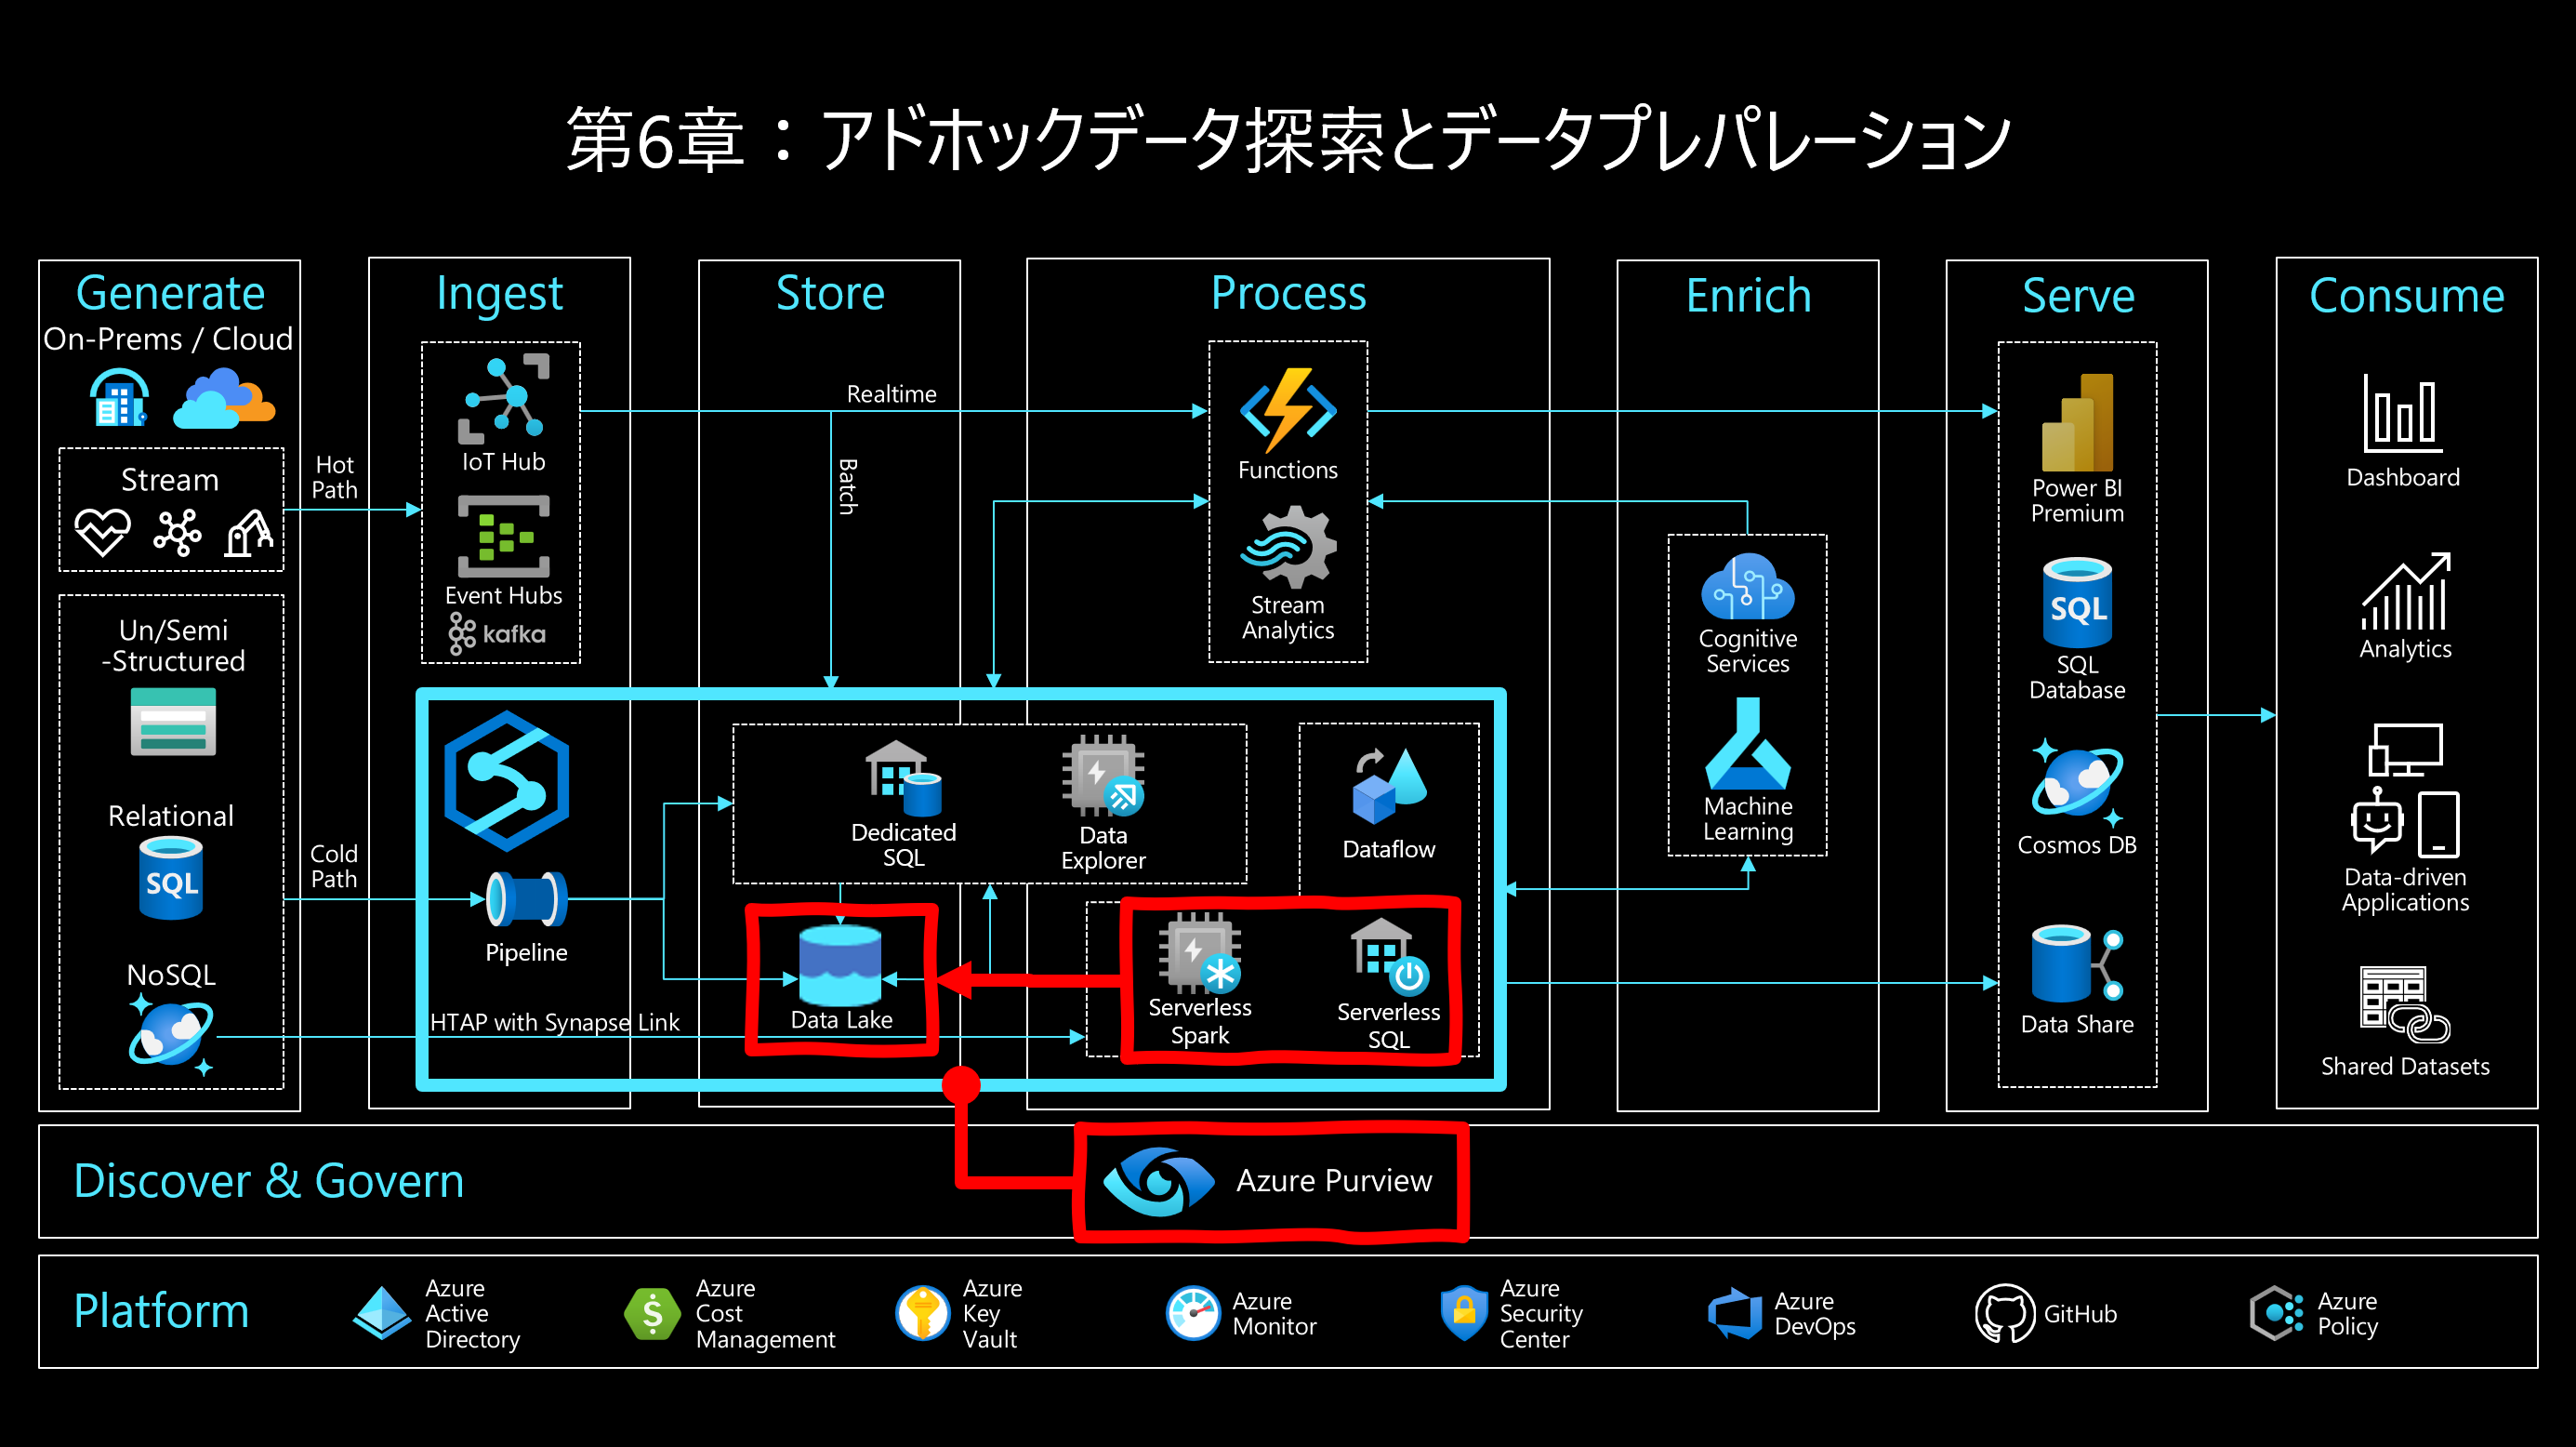 第6章：アドホックデータ探索とデータプレパレーション
Generate
On-Prems / Cloud
Stream
Un/Semi
-Structured
Relational
SQL
NoSQL
Hot
Path
Cold
Path
Ingest
IoT Hub
Event Hubs
kafka
Pipeline
HTAP with Synapse Link
Store
Realtime
Batch
Dedicated
SQL
Data
Explorer
Data Lake
Process
Functions
Stream
Analytics
Dataflow
Serverless
Spark
Serverless
SQL
Enrich
Cognitive
Services
Machine
Learning
Serve
Power BI
Premium
SQL
SQL
Database
Cosmos DB
Data Share
Consume
Dashboard
Analytics
Data-driven
Applications
Shared Datasets
Discover & Govern
Azure Purview
Platform
Azure
Active
Directory
$
Azure
Cost
Management
Azure
Key
Vault
Azure
Monitor
Azure
Security
Center
Azure
DevOps
GitHub
Azure
Policy